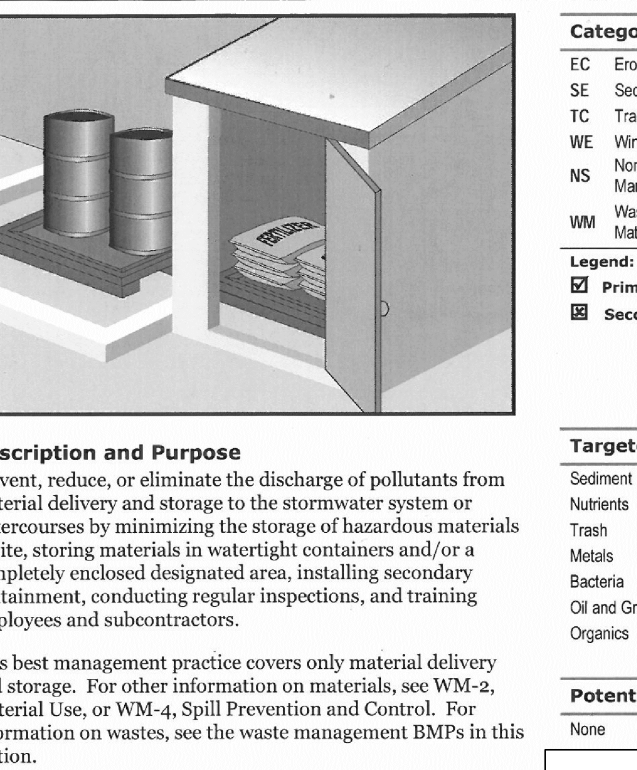 FERTILIZER
scription and Purpose
vent, reduce, or eliminate the discharge of pollutants from
terial delivery and storage to the stormwater system or
tercourses by minimizing the storage of hazardous materials
ite, storing materials in watertight containers and/or a
mpletely enclosed designated area, installing secondary
tainment, conducting regular inspections, and training
ployees and subcontractors.
s best management practice covers only material delivery
l storage. For other information on materials, see WM-2,
terial Use, or WM-4, Spill Prevention and Control. For
ormation on wastes, see the waste management BMPs in this
tion.
Catego
EC Ero
SE Sed
TC Tra
WE Win
NS Non
Mar
WM Was
Mat
Legend:
☑ Prim
☒ Seco
Targete
Sediment
Nutrients
Trash
Metals
Bacteria
Oil and Gr
Organics
Potent
None